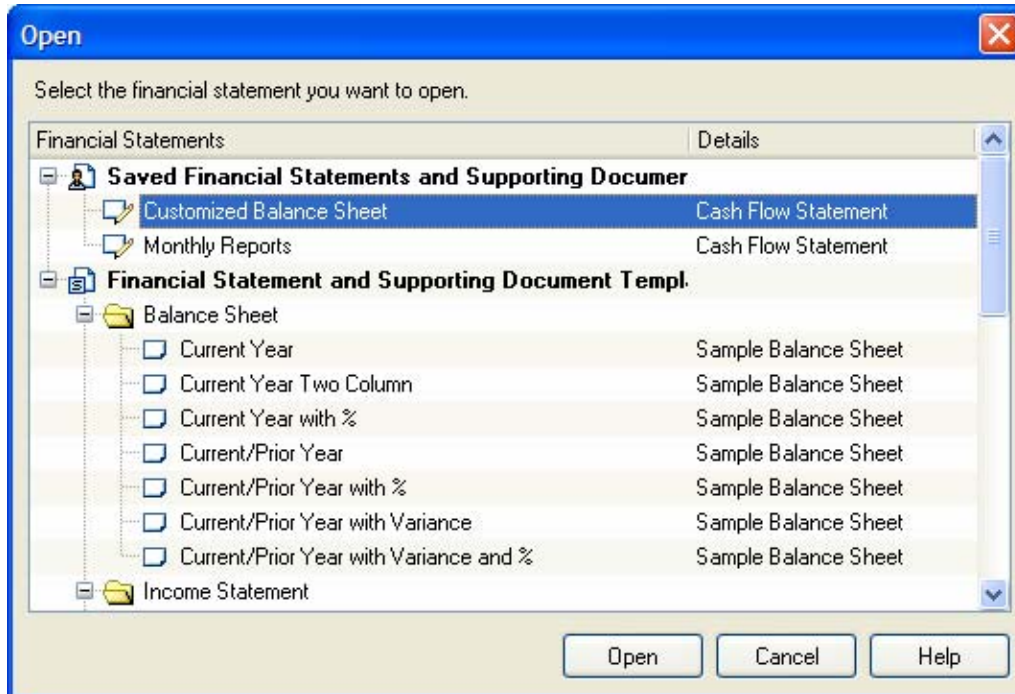 Open
Select the financial statement you want to open.
Financial Statements Details
Saved Financial Statements and Supporting Documer
Customized Balance Sheet Cash Flow Statement
Monthly Reports Cash Flow Statement
Financial Statement and Supporting Document Templ
Balance Sheet
Current Year Sample Balance Sheet
Current Year Two Column Sample Balance Sheet
Current Year with % Sample Balance Sheet
Current/Prior Year Sample Balance Sheet
Current/Prior Year with % Sample Balance Sheet
Current/Prior Year with Variance Sample Balance Sheet
Current/Prior Year with Variance and % Sample Balance Sheet
Income Statement
Open Cancel Help